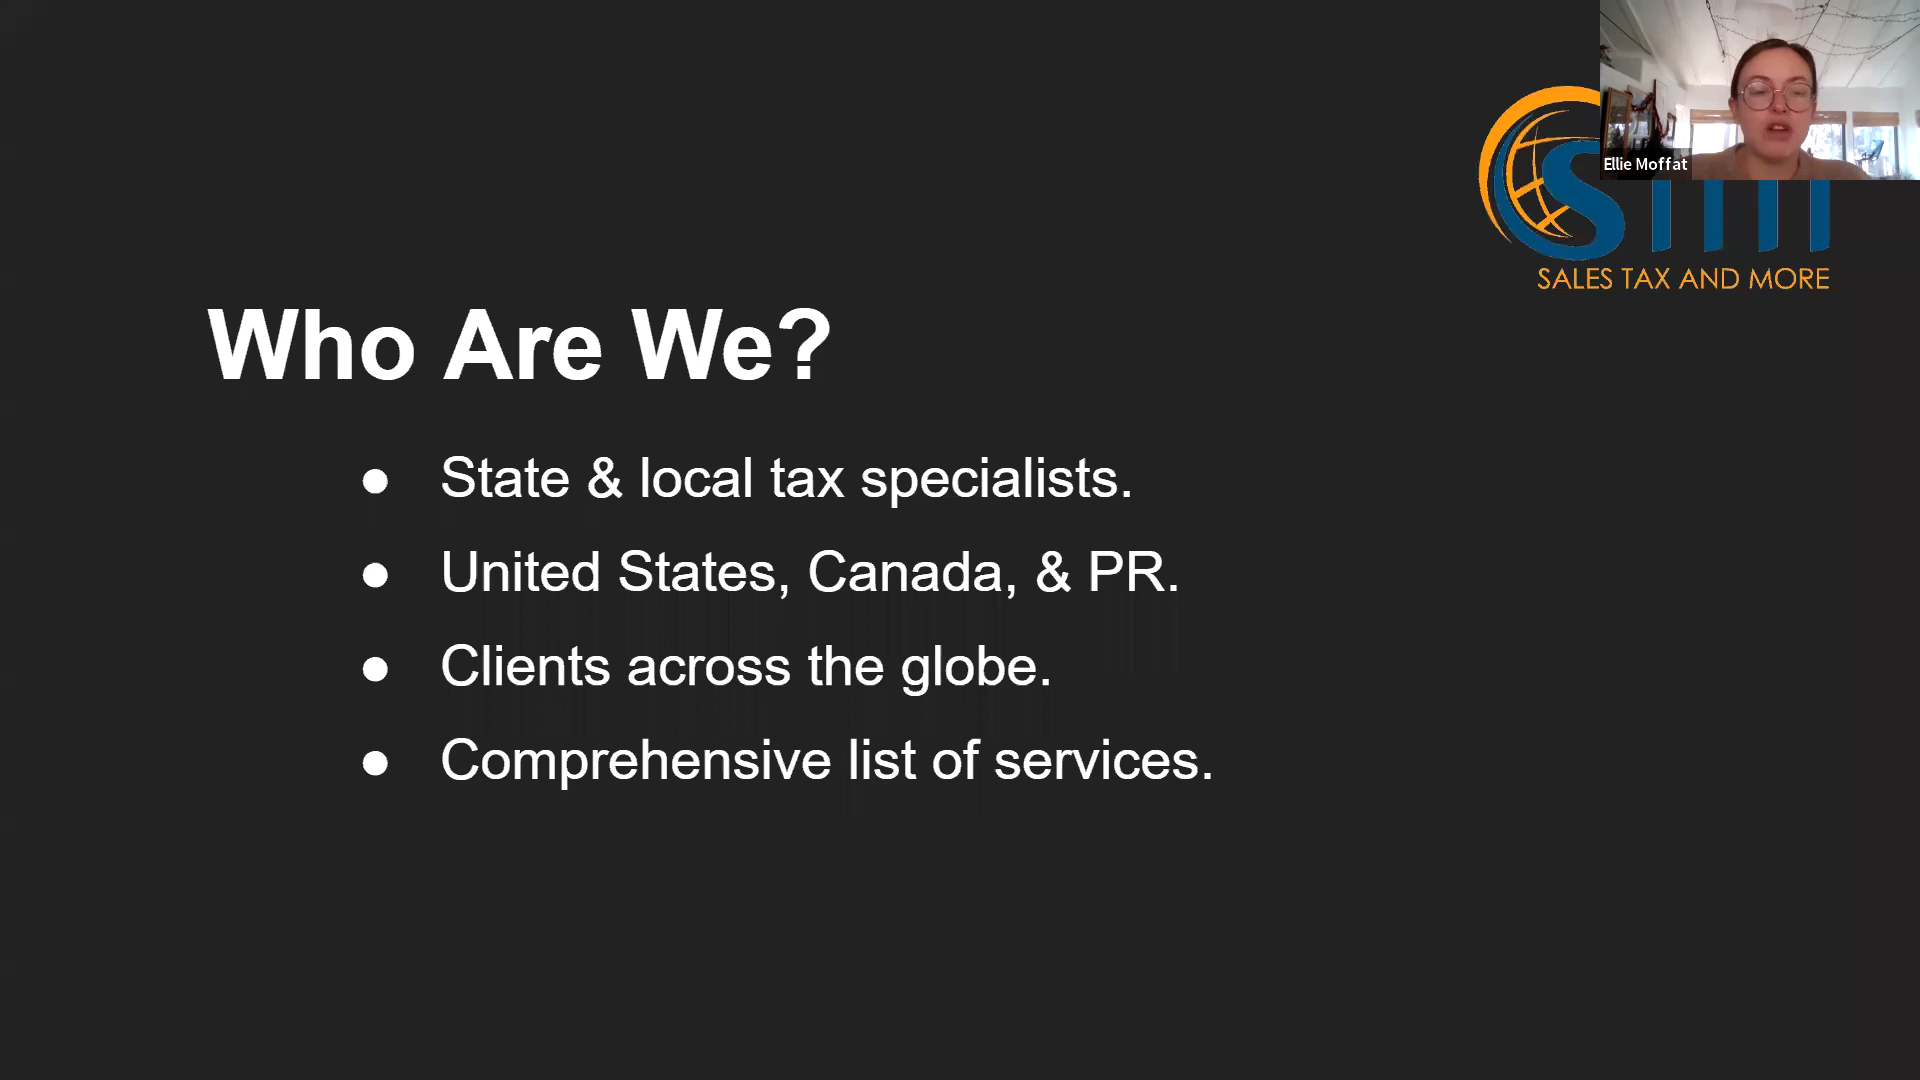 Ellie Moffat
SALES TAX AND MORE
Who Are We?
● State & local tax specialists.
● United States, Canada, & PR.
● Clients across the globe.
● Comprehensive list of services.